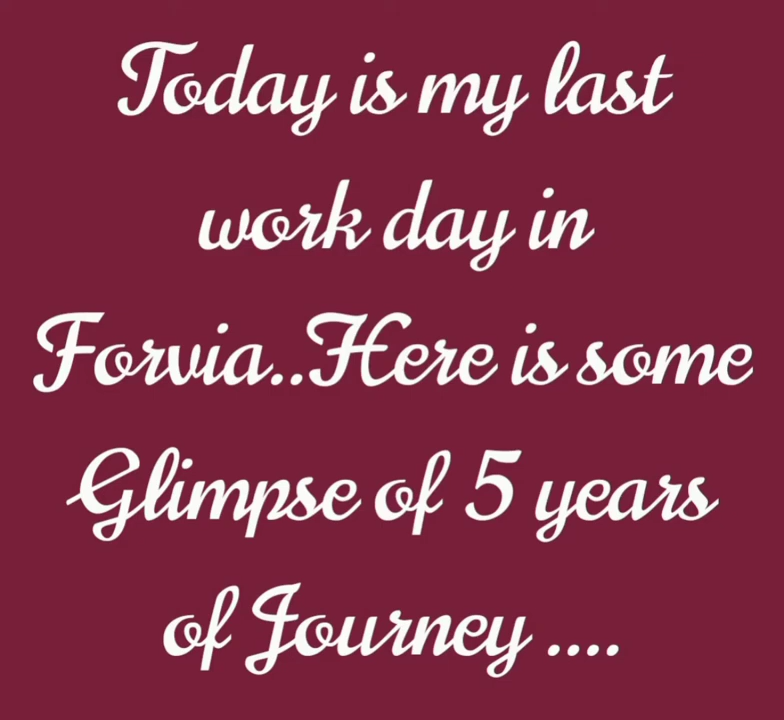 Today is my last
work day in
Forvia..Here is some
Glimpse of 5 years
of Journey ....